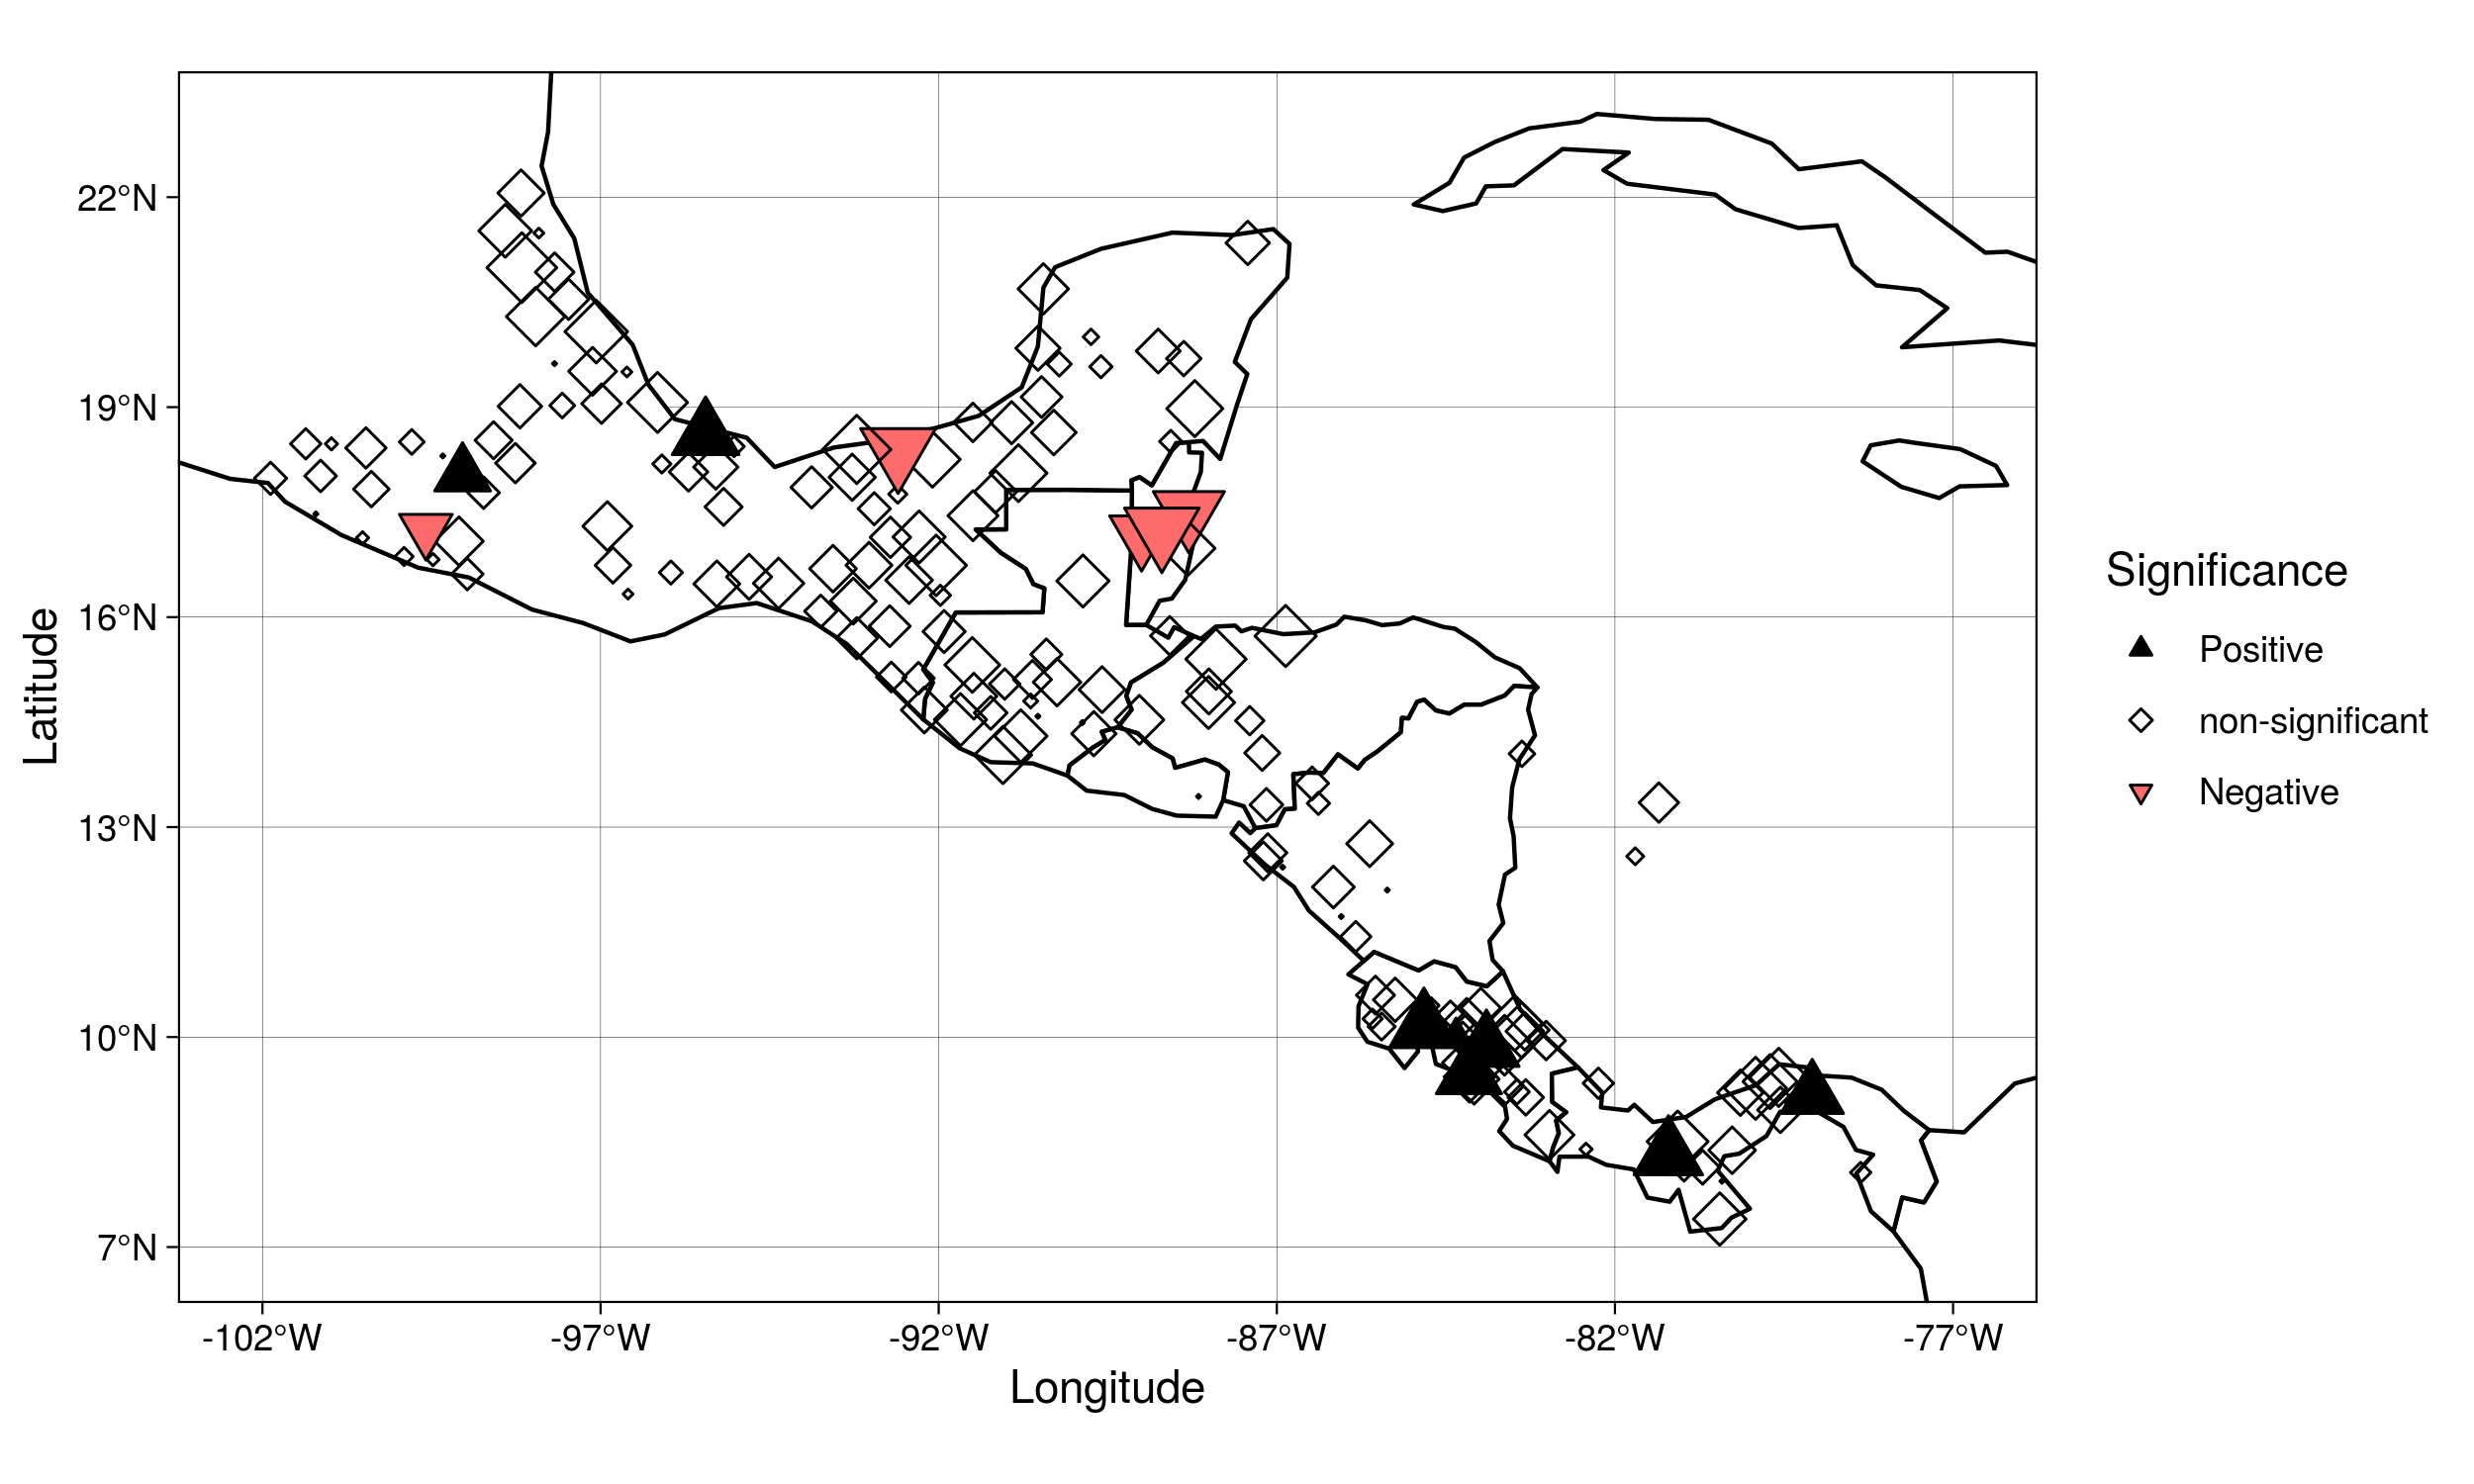 22°N
19°N
16°N
13°N
10°N
7°N
Latitude
-102°W
-97°W
-92°W
-87°W
-82°W
-77°W
Longitude
Significance
Positive
non-significant
Negative